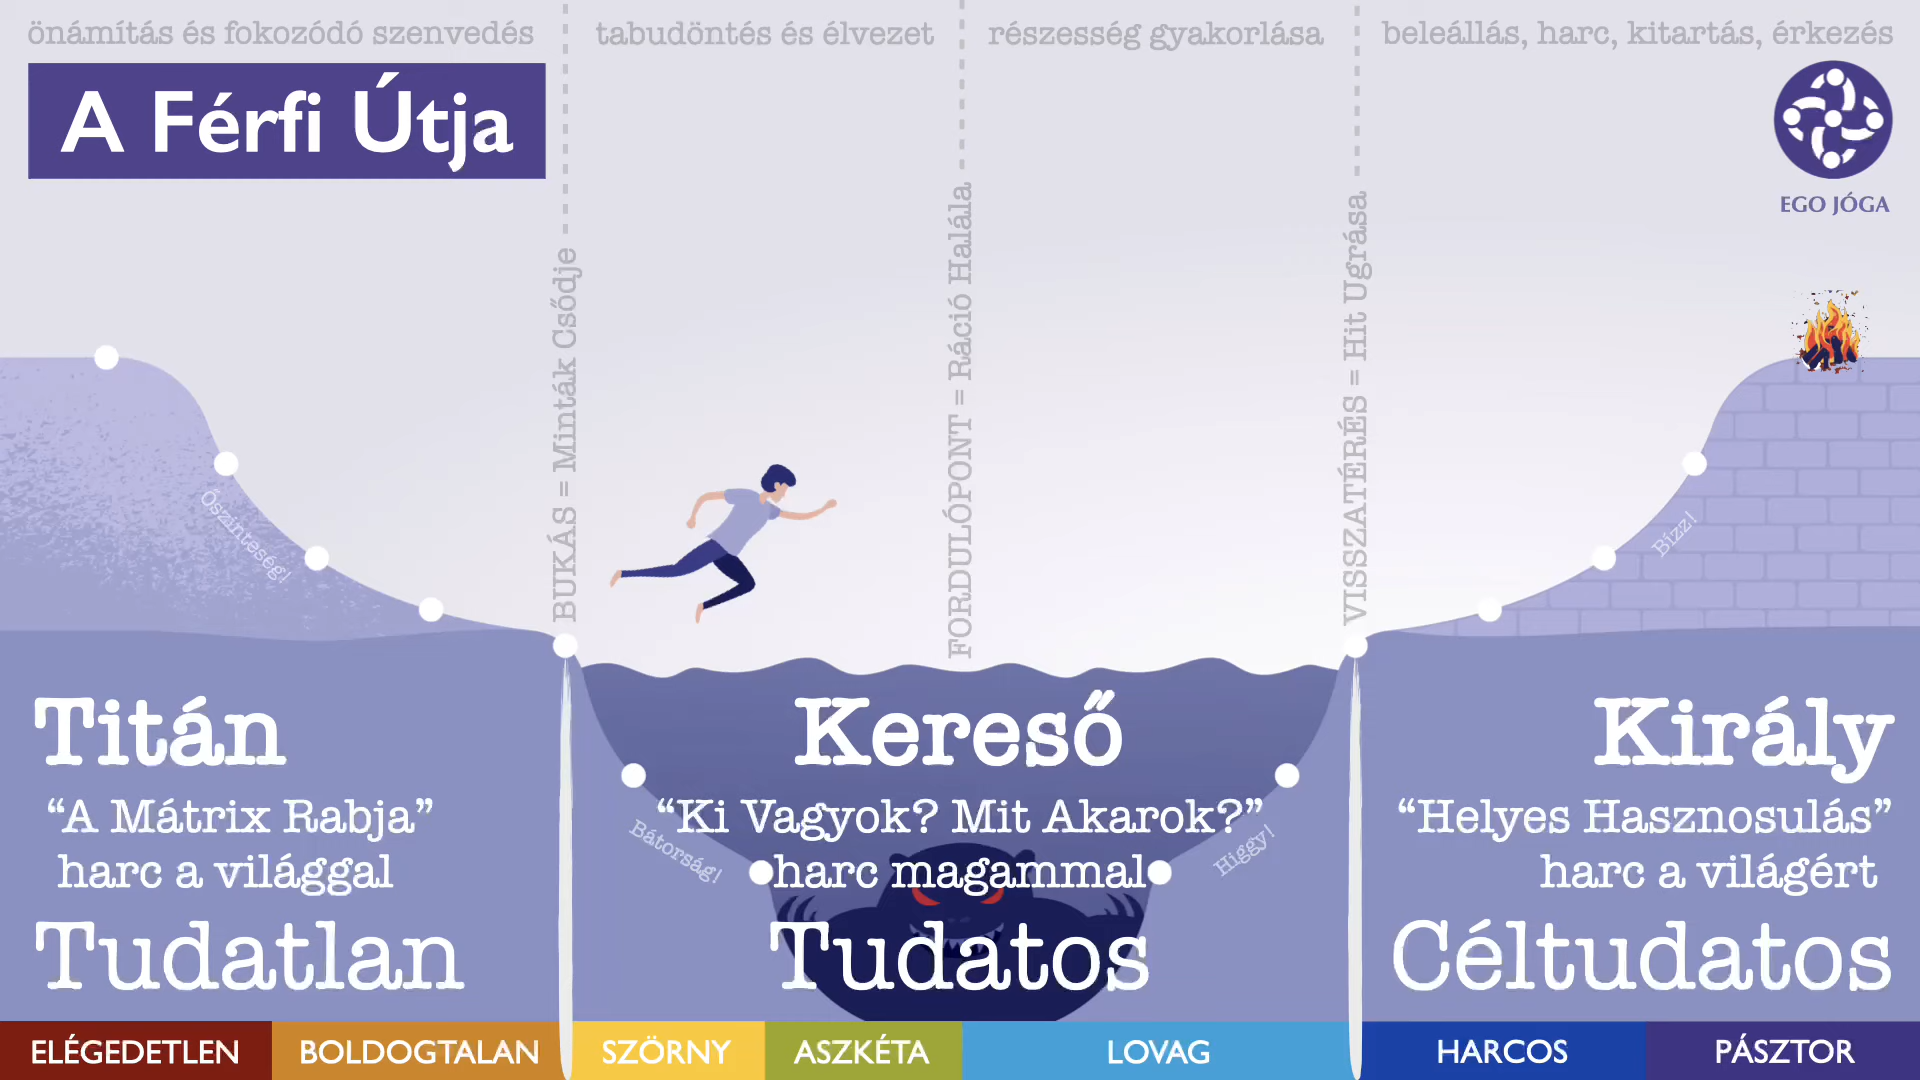 önámítás és fokozódó szenvedés
tabudöntés és élvezet
részesség gyakorlása
beleállás, harc, kitartás, érkezés
A Férfi Útja
EGO JÓGA
BUKÁS = Minták Csődje
FORDULÓPONT = Ráció Halála
VISSZATÉRÉS = Hit Ugrása
Őszinteség!
Bátorság!
Higgy!
Bízz!
Titán
“A Mátrix Rabja”
harc a világgal
Tudatlan
Kereső
“Ki Vagyok? Mit Akarok?”
harc magammal
Tudatos
Király
“Helyes Hasznosulás”
harc a világért
Céltudatos
ELÉGEDETLEN
BOLDOGTALAN
SZÖRNY
ASZKÉTA
LOVAG
HARCOS
PÁSZTOR